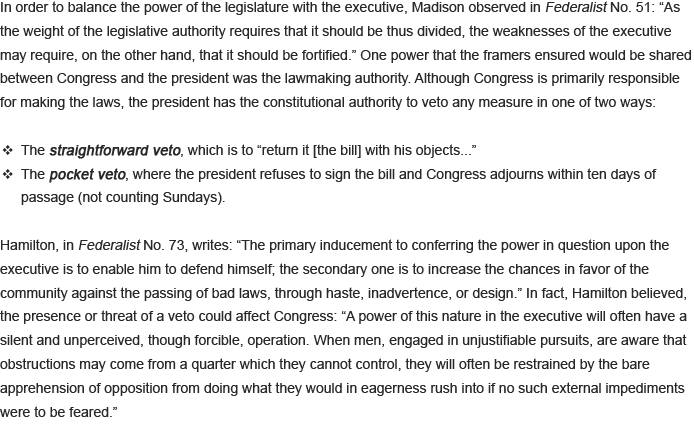 In order to balance the power of the legislature with the executive, Madison observed in Federalist No. 51: “As
the weight of the legislative authority requires that it should be thus divided, the weaknesses of the executive
may require, on the other hand, that it should be fortified.” One power that the framers ensured would be shared
between Congress and the president was the lawmaking authority. Although Congress is primarily responsible
for making the laws, the president has the constitutional authority to veto any measure in one of two ways:
❖ The straightforward veto, which is to “return it [the bill] with his objects...”
❖ The pocket veto, where the president refuses to sign the bill and Congress adjourns within ten days of
passage (not counting Sundays).
Hamilton, in Federalist No. 73, writes: “The primary inducement to conferring the power in question upon the
executive is to enable him to defend himself; the secondary one is to increase the chances in favor of the
community against the passing of bad laws, through haste, inadvertence, or design.” In fact, Hamilton believed,
the presence or threat of a veto could affect Congress: “A power of this nature in the executive will often have a
silent and unperceived, though forcible, operation. When men, engaged in unjustifiable pursuits, are aware that
obstructions may come from a quarter which they cannot control, they will often be restrained by the bare
apprehension of opposition from doing what they would in eagerness rush into if no such external impediments
were to be feared.”